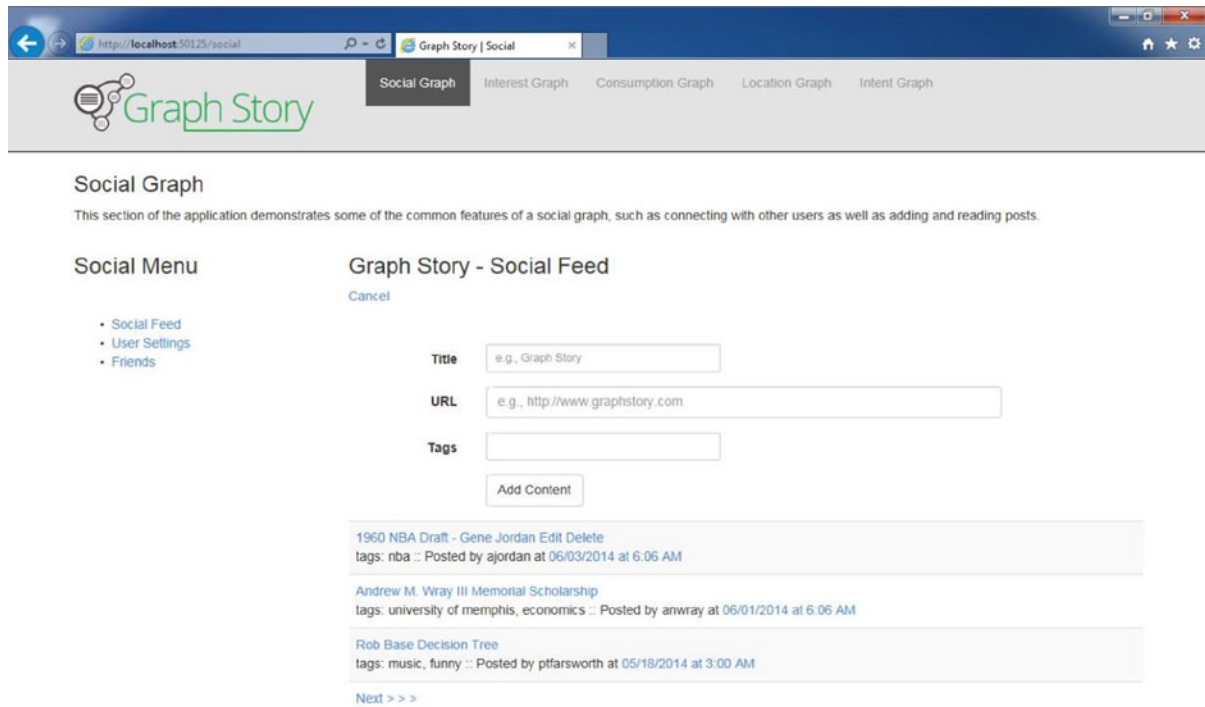 http://localhost:50125/social
Graph Story | Social
Graph Story
Social Graph Interest Graph Consumption Graph Location Graph Intent Graph
Social Graph
This section of the application demonstrates some of the common features of a social graph, such as connecting with other users as well as adding and reading posts.
Social Menu
• Social Feed
• User Settings
• Friends
Graph Story - Social Feed
Cancel
Title e.g., Graph Story
URL e.g., http://www.graphstory.com
Tags
Add Content
1960 NBA Draft - Gene Jordan Edit Delete
tags: nba :: Posted by ajordan at 06/03/2014 at 6:06 AM
Andrew M. Wray III Memorial Scholarship
tags: university of memphis, economics :: Posted by anwray at 06/01/2014 at 6:06 AM
Rob Base Decision Tree
tags: music, funny :: Posted by ptfarsworth at 05/18/2014 at 3:00 AM
Next > > >